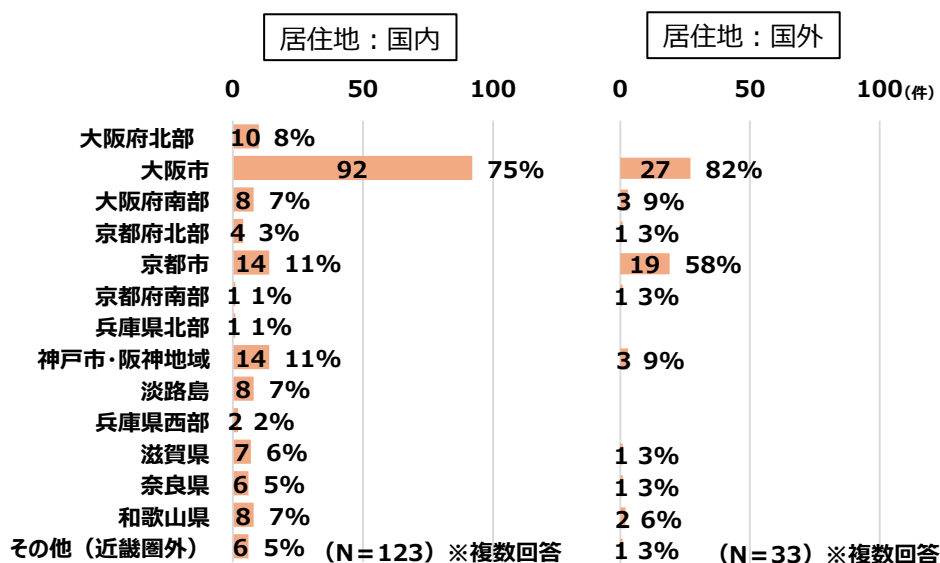 居住地：国内 居住地：国外
0 50 100 0 50 100(件)
大阪府北部 10 8%
大阪市 92 75% 27 82%
大阪府南部 8 7% 3 9%
京都府北部 4 3% 1 3%
京都市 14 11% 19 58%
京都府南部 1 1% 1 3%
兵庫県北部 1 1%
神戸市・阪神地域 14 11% 3 9%
淡路島 8 7%
兵庫県西部 2 2%
滋賀県 7 6% 1 3%
奈良県 6 5% 1 3%
和歌山県 8 7% 2 6%
その他（近畿圏外） 6 5% （N＝123）※複数回答 1 3% （N＝33）※複数回答